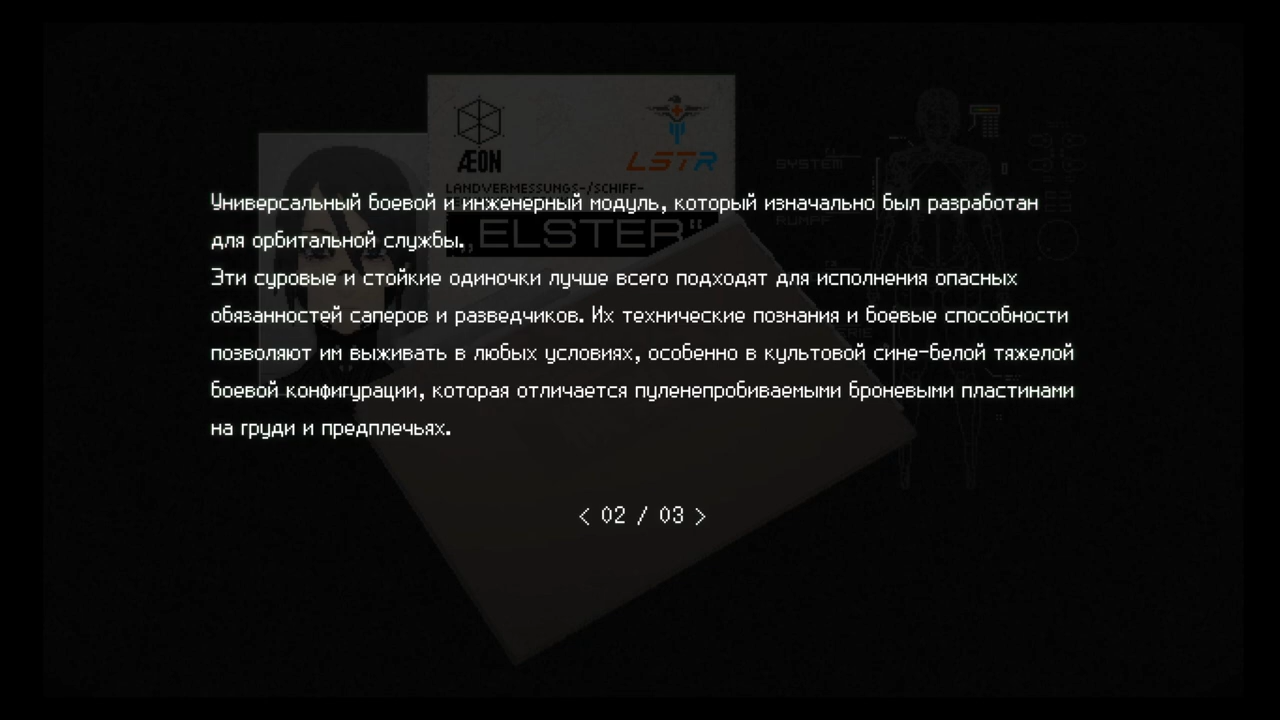 ÆON
LSTR
LANDVERMESSUNGS-/SCHIFF-
„ELSTER“
SYSTEM
RUMPF
Универсальный боевой и инженерный модуль, который изначально был разработан
для орбитальной службы.
Эти суровые и стойкие одиночки лучше всего подходят для исполнения опасных
обязанностей саперов и разведчиков. Их технические познания и боевые способности
позволяют им выживать в любых условиях, особенно в культовой сине-белой тяжелой
боевой конфигурации, которая отличается пуленепробиваемыми броневыми пластинами
на груди и предплечьях.
< 02 / 03 >